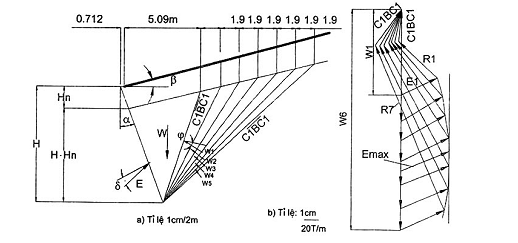 0.712 5.09m 1.9 1.9 1.9 1.9 1.9 1.9
β
Hn
α
H
H-Hn
W
φ
C1BC1
C1BC1
W1
W2
W3
W4
W5
δ
E
a) Tỉ lệ 1cm/2m
C1BC1
C1BC1
W1
R1
E1
R7
W6
Emax
b) Tỉ lệ: 1cm
20T/m